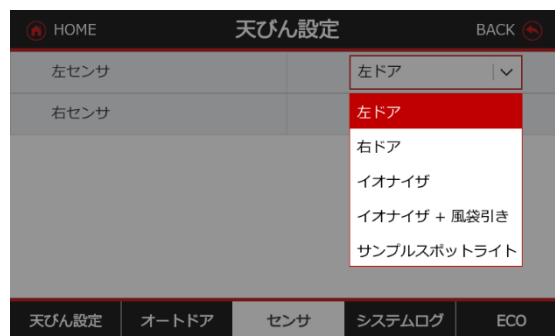 HOME 天びん設定 BACK
左センサ 左ドア
右センサ 左ドア
右ドア
イオナイザ
イオナイザ + 風袋引き
サンプルスポットライト
天びん設定 オートドア センサ システムログ ECO